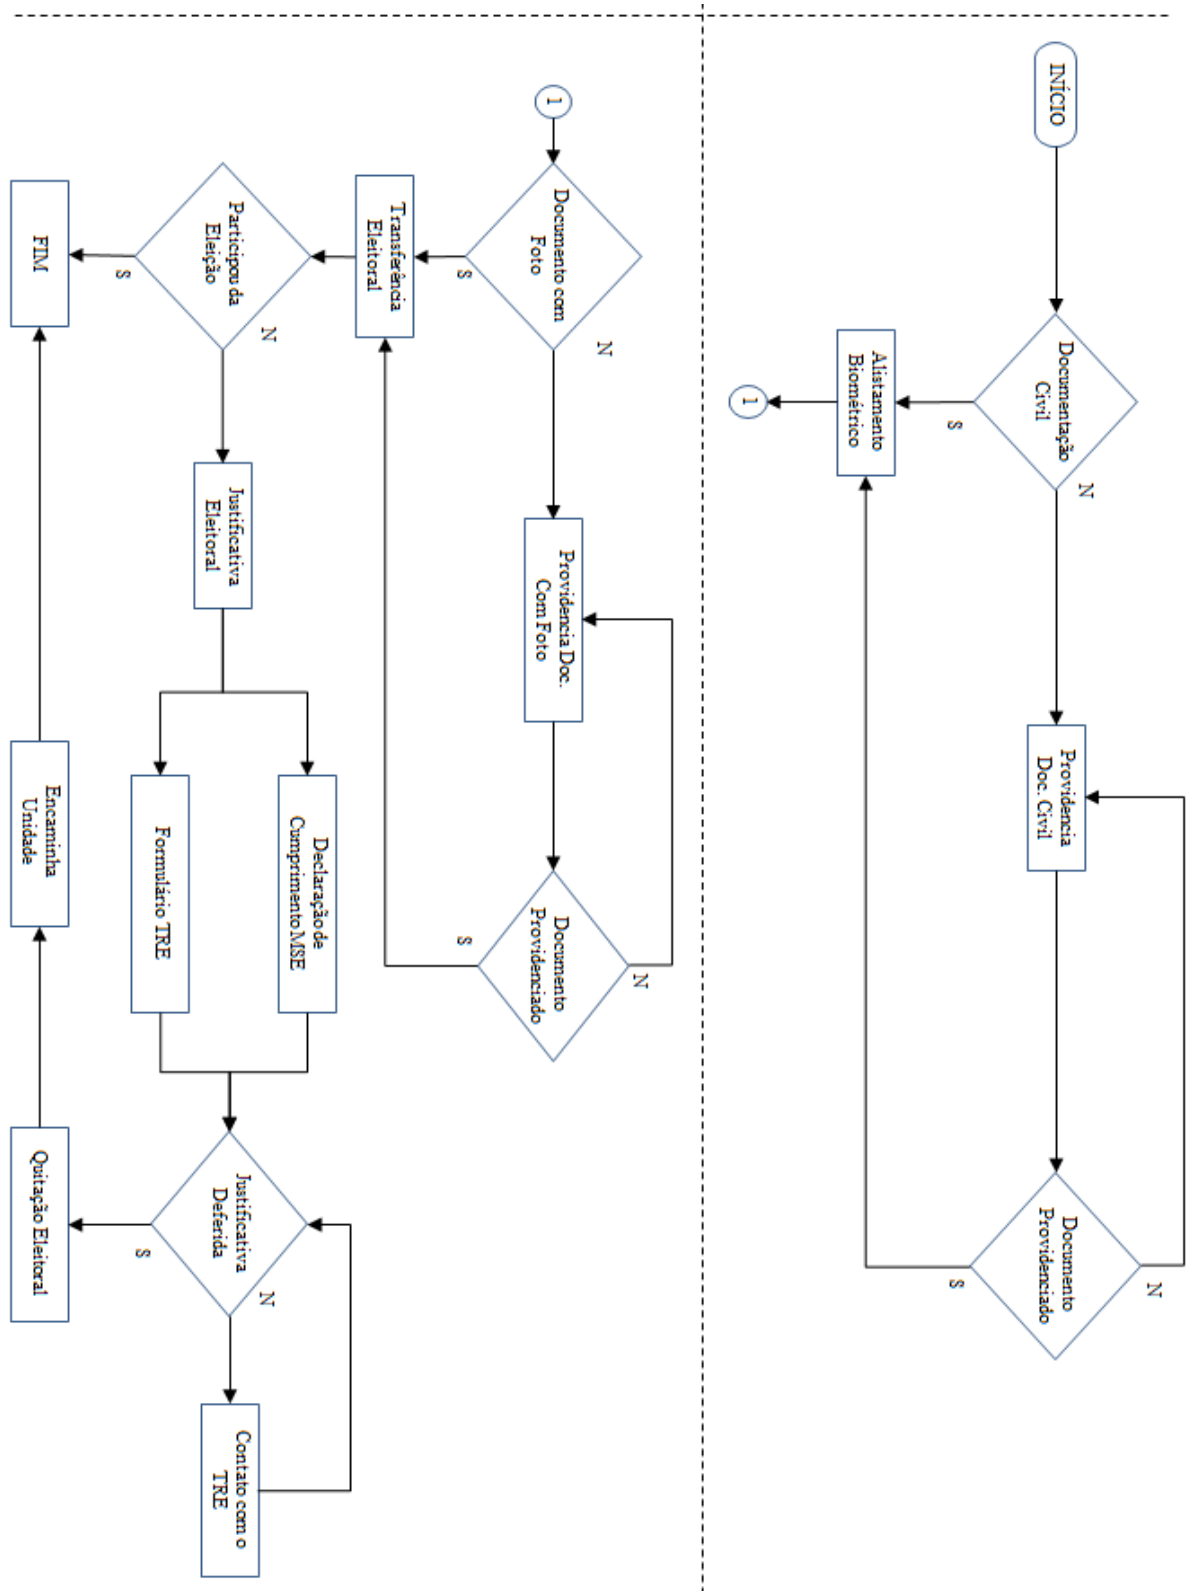 INÍCIO
Documentação
Civil
N
S
Providencia
Doc. Civil
Documento
Providenciado
N
S
Alistamento
Biométrico
1
1
Documento com
Foto
N
S
Providencia Doc.
Com Foto
Documento
Providenciado
N
S
Transferência
Eleitoral
Participou da
Eleição
N
S
Justificativa
Eleitoral
Declaração de
Cumprimento MSE
Formulário TRE
Justificativa
Deferida
N
S
Contato com o
TRE
FIM
Encaminha
Unidade
Quitação Eleitoral